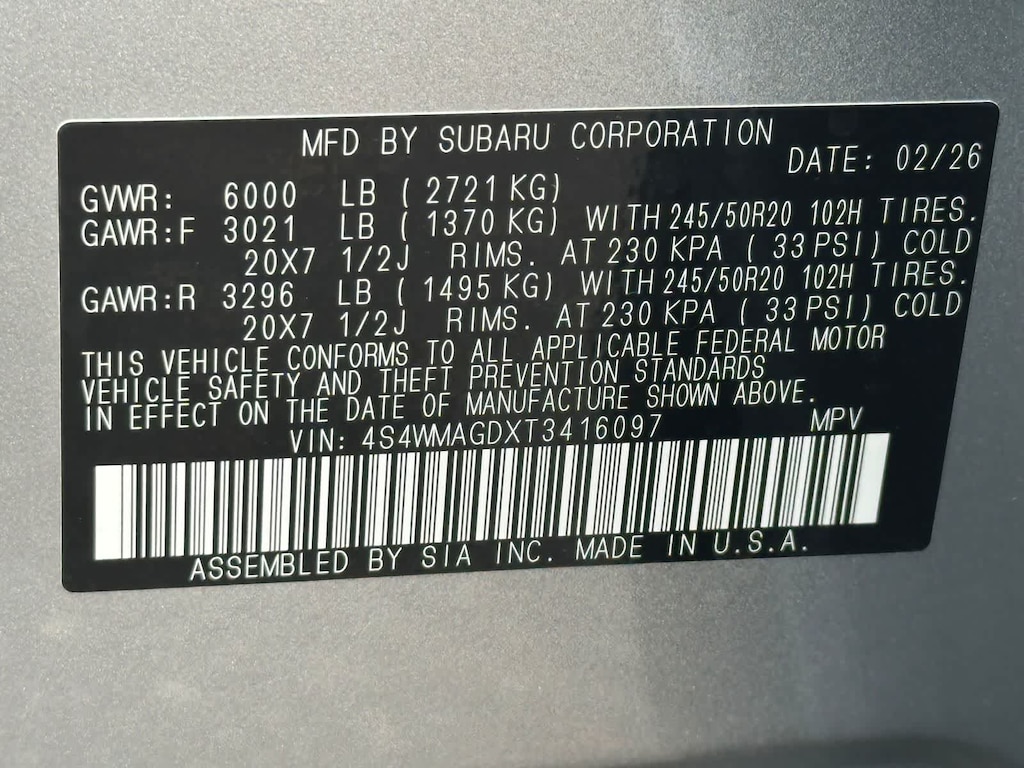 MFD BY SUBARU CORPORATION
DATE: 02/26
GVWR: 6000 LB ( 2721 KG)
GAWR:F 3021 LB ( 1370 KG) WITH 245/50R20 102H TIRES.
20X7 1/2J RIMS. AT 230 KPA ( 33 PSI) COLD
GAWR:R 3296 LB ( 1495 KG) WITH 245/50R20 102H TIRES.
20X7 1/2J RIMS. AT 230 KPA ( 33 PSI) COLD
THIS VEHICLE CONFORMS TO ALL APPLICABLE FEDERAL MOTOR
VEHICLE SAFETY AND THEFT PREVENTION STANDARDS
IN EFFECT ON THE DATE OF MANUFACTURE SHOWN ABOVE.
VIN: 4S4WMAGDXT3416097 MPV
ASSEMBLED BY SIA INC. MADE IN U.S.A.